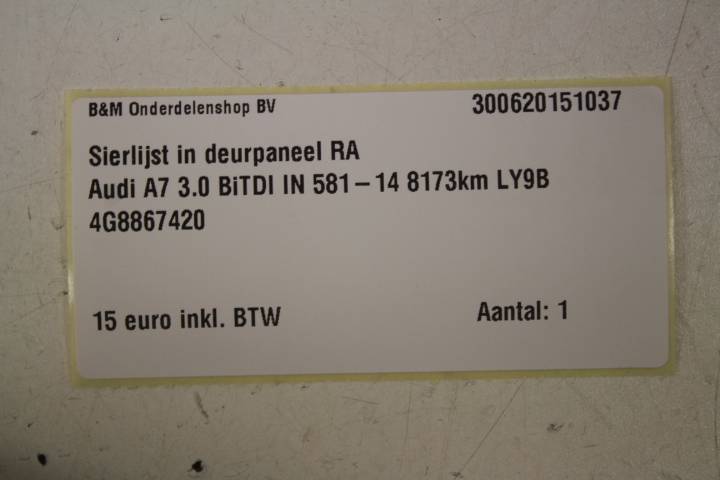 B&M Onderdelenshop BV 300620151037
Sierlijst in deurpaneel RA
Audi A7 3.0 BiTDI IN 581-14 8173km LY9B
4G8867420
15 euro inkl. BTW Aantal: 1